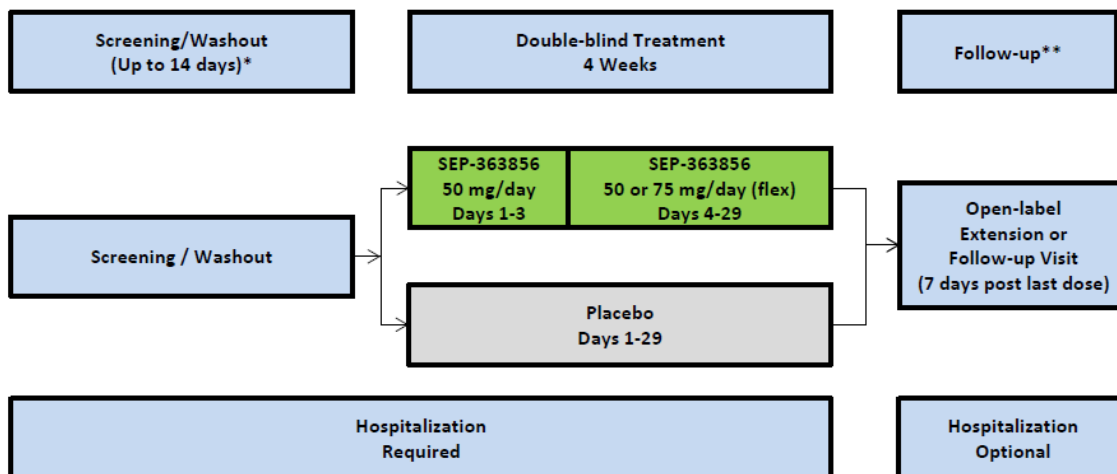 Screening/Washout
(Up to 14 days)*
Double-blind Treatment
4 Weeks
Follow-up**
SEP-363856
50 mg/day
Days 1-3
SEP-363856
50 or 75 mg/day (flex)
Days 4-29
Screening / Washout
Open-label
Extension or
Follow-up Visit
(7 days post last dose)
Placebo
Days 1-29
Hospitalization
Required
Hospitalization
Optional